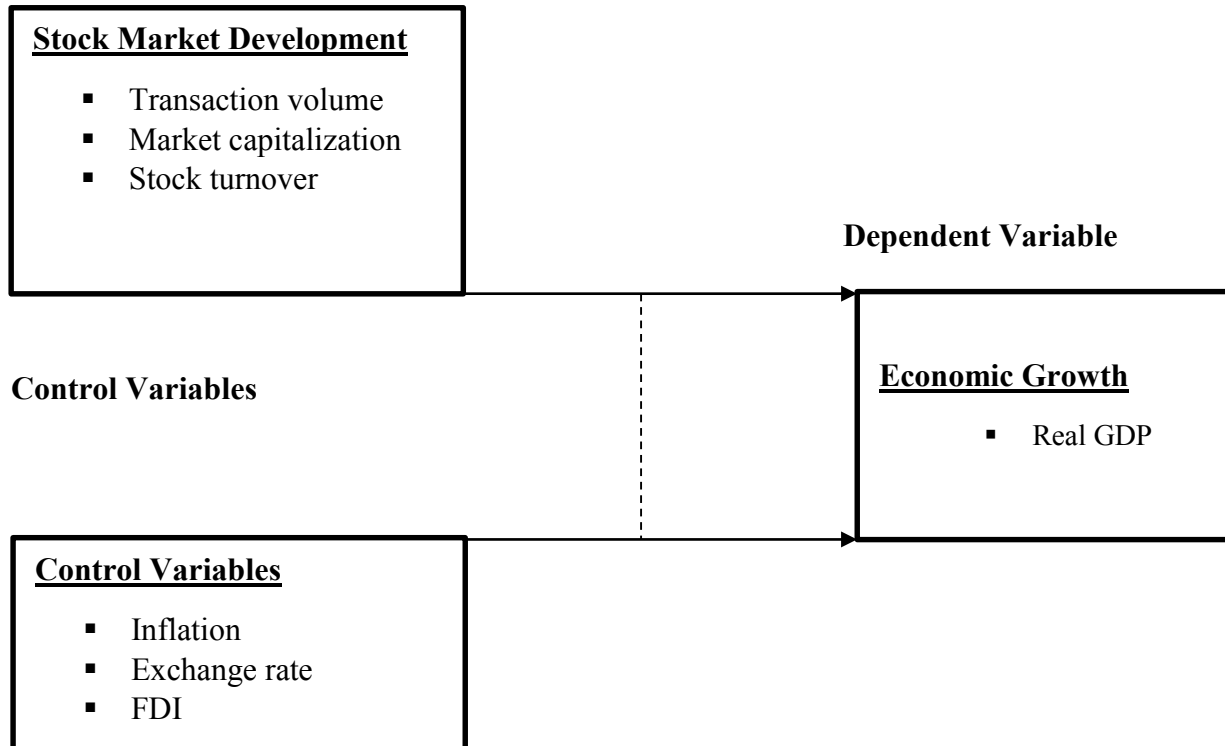 Stock Market Development
▪ Transaction volume
▪ Market capitalization
▪ Stock turnover
Dependent Variable
Control Variables
Economic Growth
▪ Real GDP
Control Variables
▪ Inflation
▪ Exchange rate
▪ FDI